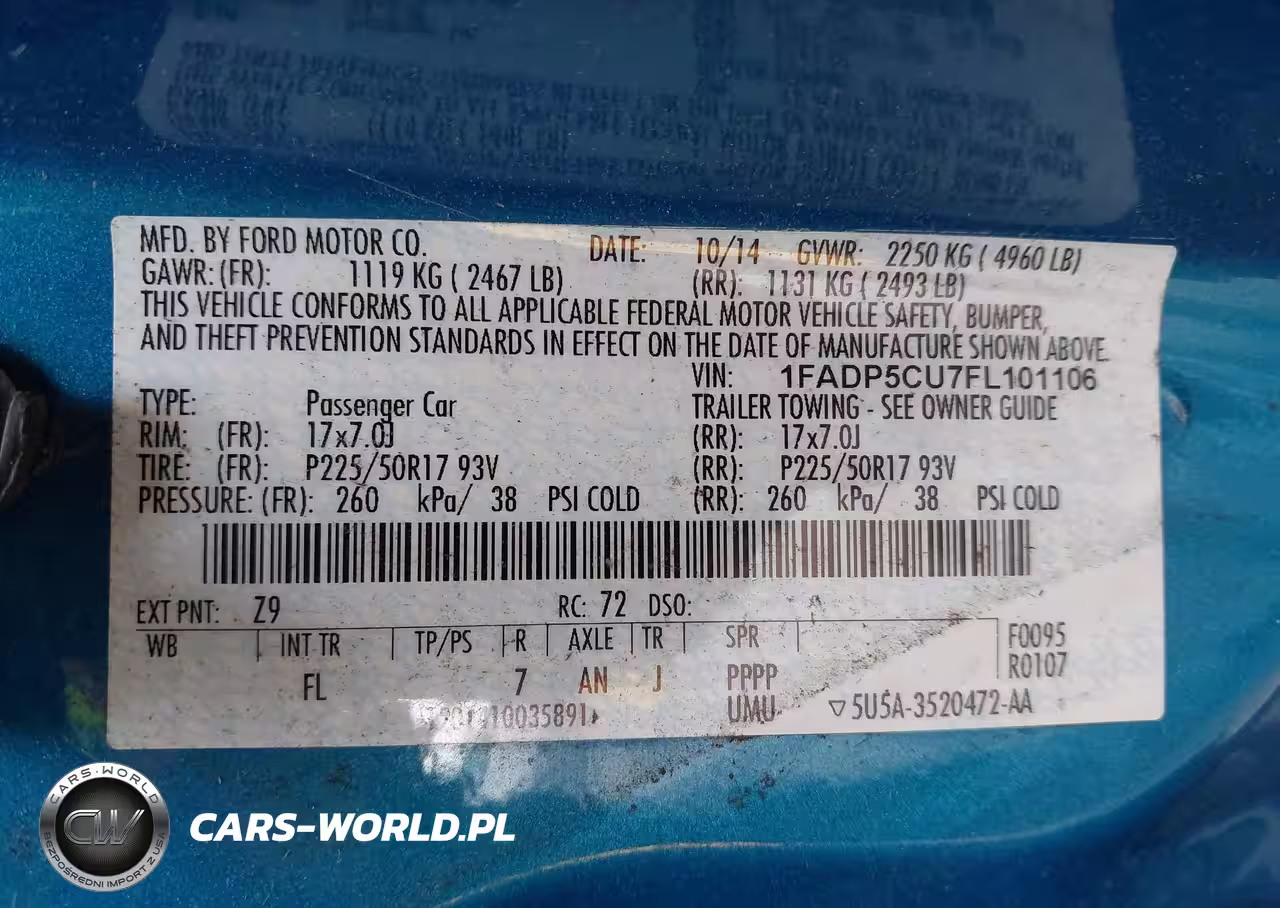 MFD. BY FORD MOTOR CO. DATE: 10/14 GVWR: 2250 KG ( 4960 LB)
GAWR: (FR): 1119 KG ( 2467 LB) (RR): 1131 KG ( 2493 LB)
THIS VEHICLE CONFORMS TO ALL APPLICABLE FEDERAL MOTOR VEHICLE SAFETY, BUMPER,
AND THEFT PREVENTION STANDARDS IN EFFECT ON THE DATE OF MANUFACTURE SHOWN ABOVE.
VIN: 1FADP5CU7FL101106
TYPE: Passenger Car TRAILER TOWING - SEE OWNER GUIDE
RIM: (FR): 17x7.0J (RR): 17x7.0J
TIRE: (FR): P225/50R17 93V (RR): P225/50R17 93V
PRESSURE: (FR): 260 kPa/ 38 PSI COLD (RR): 260 kPa/ 38 PSI COLD
EXT PNT: Z9 RC: 72 DSO:
WB INT TR TP/PS R AXLE TR SPR F0095
R0107
FL 7 AN J PPPP
UMU ▽5U5A-3520472-AA
CARS-WORLD
CW
BEZPOŚREDNI IMPORT Z USA
CARS-WORLD.PL